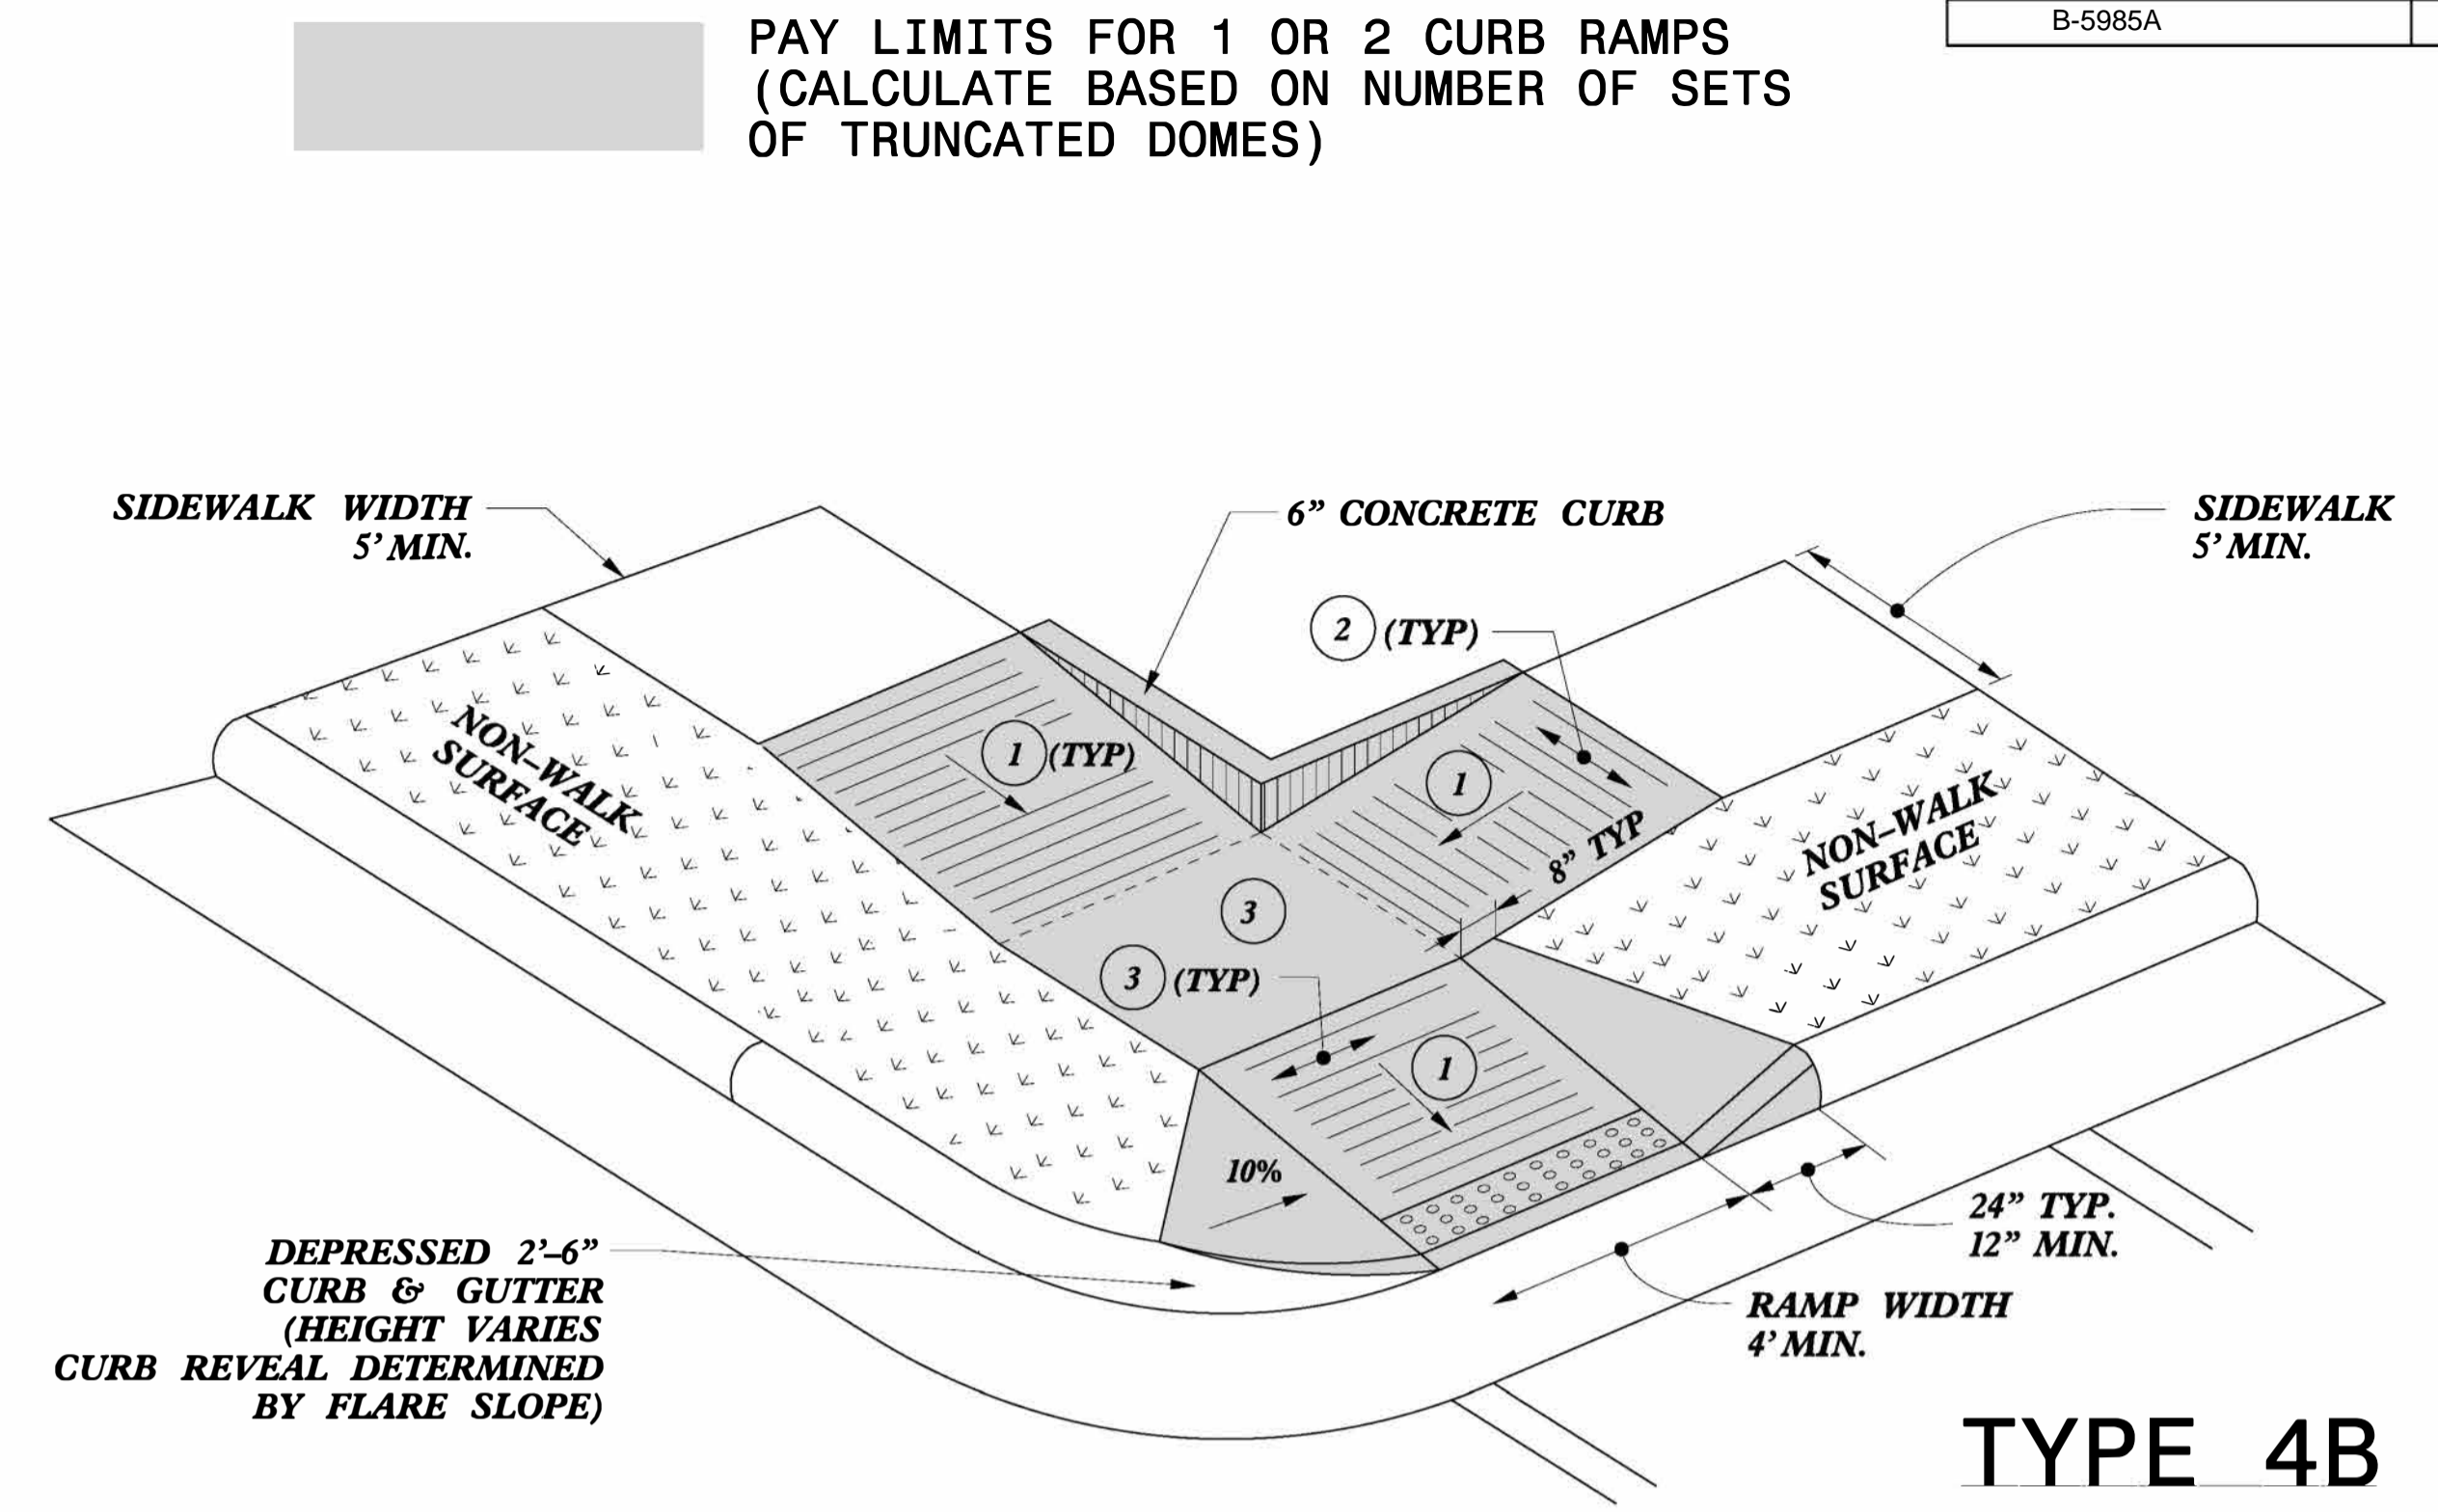 PAY LIMITS FOR 1 OR 2 CURB RAMPS
(CALCULATE BASED ON NUMBER OF SETS
OF TRUNCATED DOMES)
B-5985A
SIDEWALK WIDTH
5' MIN.
6" CONCRETE CURB
SIDEWALK
5' MIN.
2 (TYP)
NON-WALK
SURFACE
1 (TYP)
1
8" TYP
NON-WALK
SURFACE
3
3 (TYP)
1
10%
24" TYP.
12" MIN.
DEPRESSED 2'-6"
CURB & GUTTER
(HEIGHT VARIES
CURB REVEAL DETERMINED
BY FLARE SLOPE)
RAMP WIDTH
4' MIN.
TYPE 4B